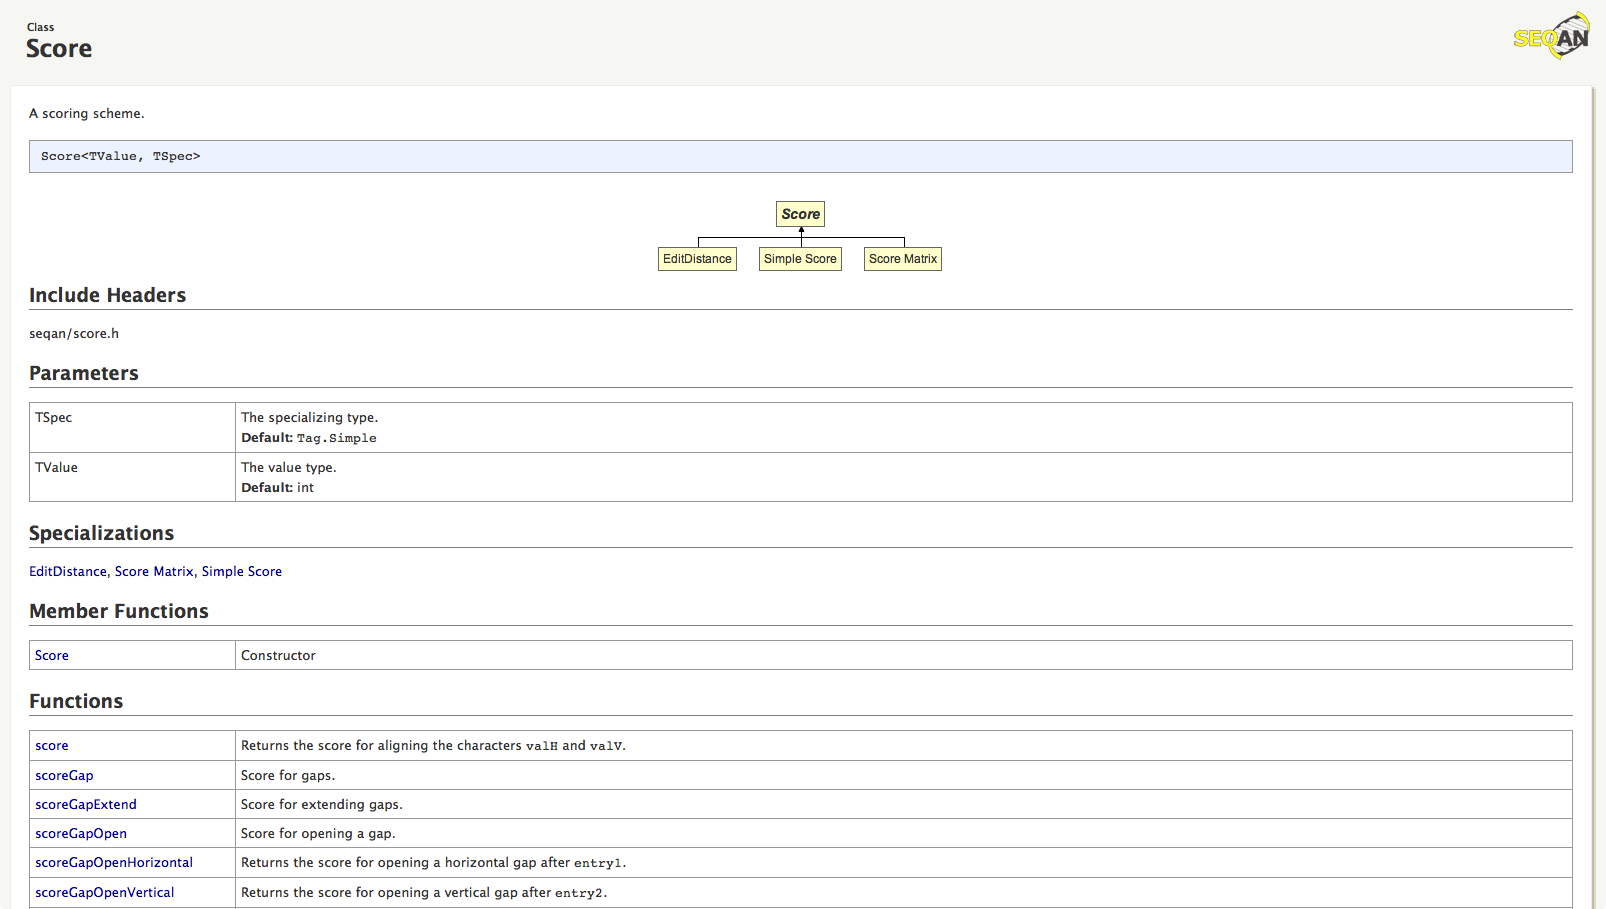 Class
Score
SEQAN
A scoring scheme.
Score<TValue, TSpec>
Score
EditDistance Simple Score Score Matrix
Include Headers
seqan/score.h
Parameters
TSpec The specializing type.
Default: Tag.Simple
TValue The value type.
Default: int
Specializations
EditDistance, Score Matrix, Simple Score
Member Functions
Score Constructor
Functions
score Returns the score for aligning the characters valH and valV.
scoreGap Score for gaps.
scoreGapExtend Score for extending gaps.
scoreGapOpen Score for opening a gap.
scoreGapOpenHorizontal Returns the score for opening a horizontal gap after entry1.
scoreGapOpenVertical Returns the score for opening a vertical gap after entry2.